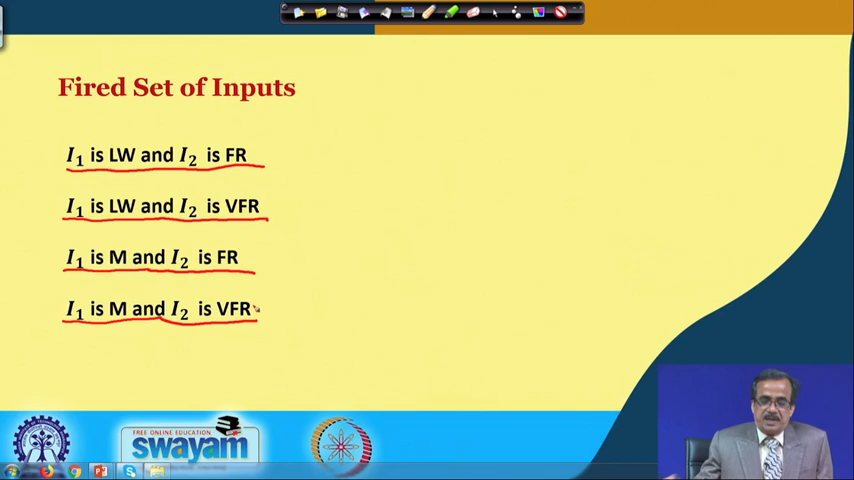 Fired Set of Inputs
I₁ is LW and I₂ is FR
I₁ is LW and I₂ is VFR
I₁ is M and I₂ is FR
I₁ is M and I₂ is VFR
FREE ONLINE EDUCATION
swayam